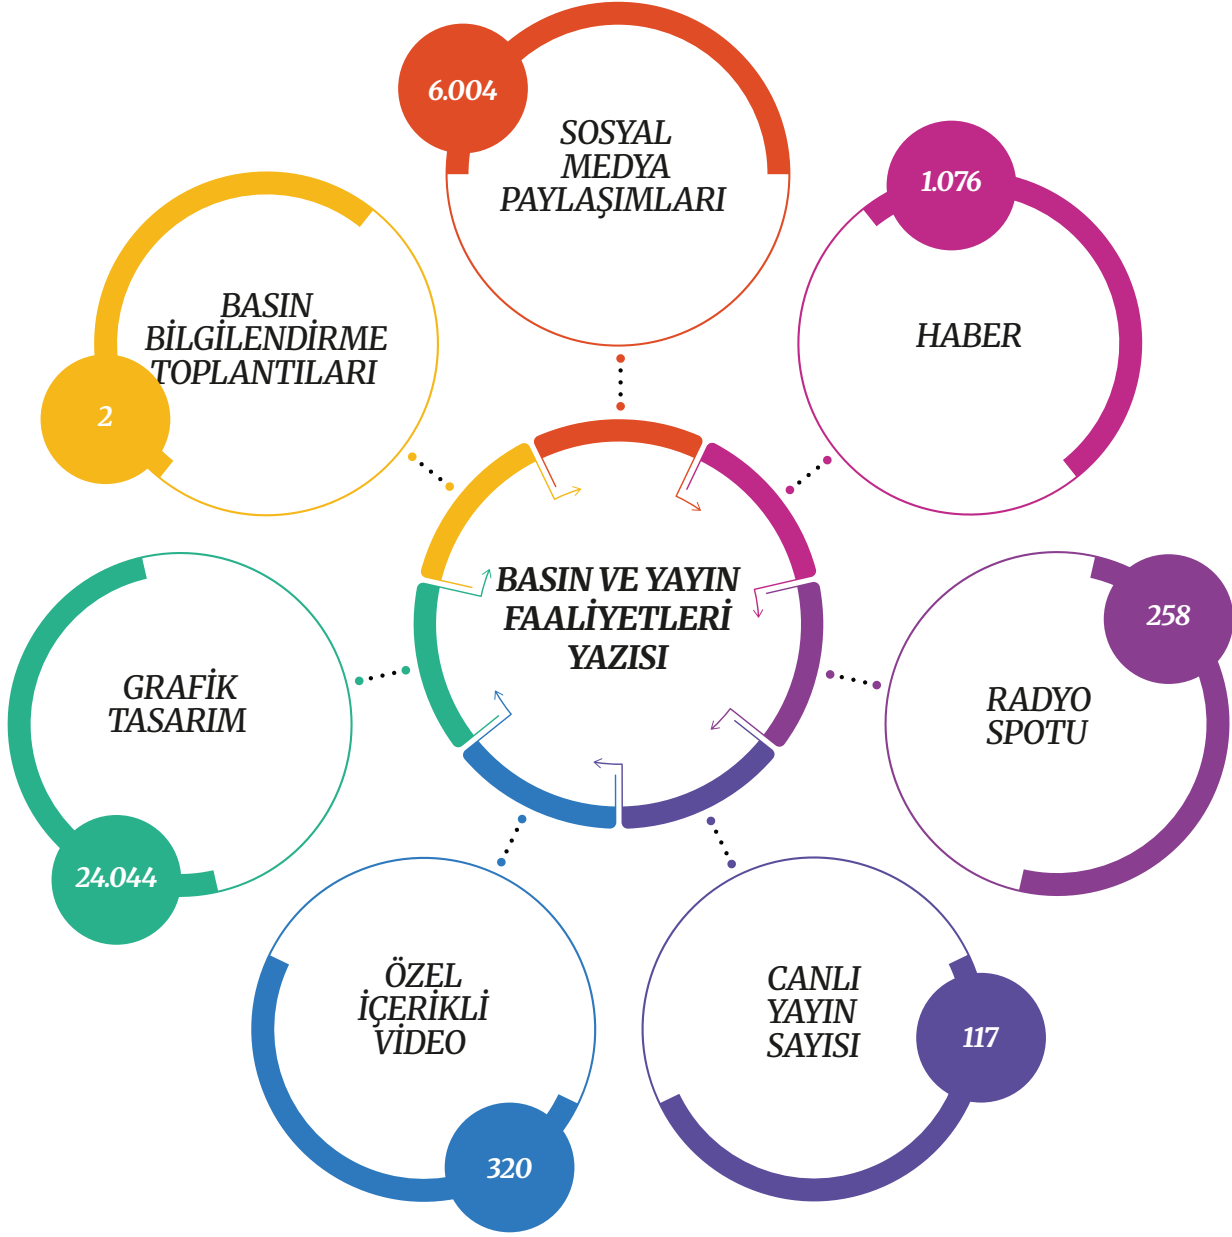 6.004
SOSYAL
MEDYA
PAYLAŞIMLARI
1.076
HABER
258
RADYO
SPOTU
117
CANLI
YAYIN
SAYISI
320
ÖZEL
İÇERİKLİ
VİDEO
24.044
GRAFİK
TASARIM
2
BASIN
BİLGİLENDİRME
TOPLANTILARI
BASIN VE YAYIN
FAALİYETLERİ
YAZISI